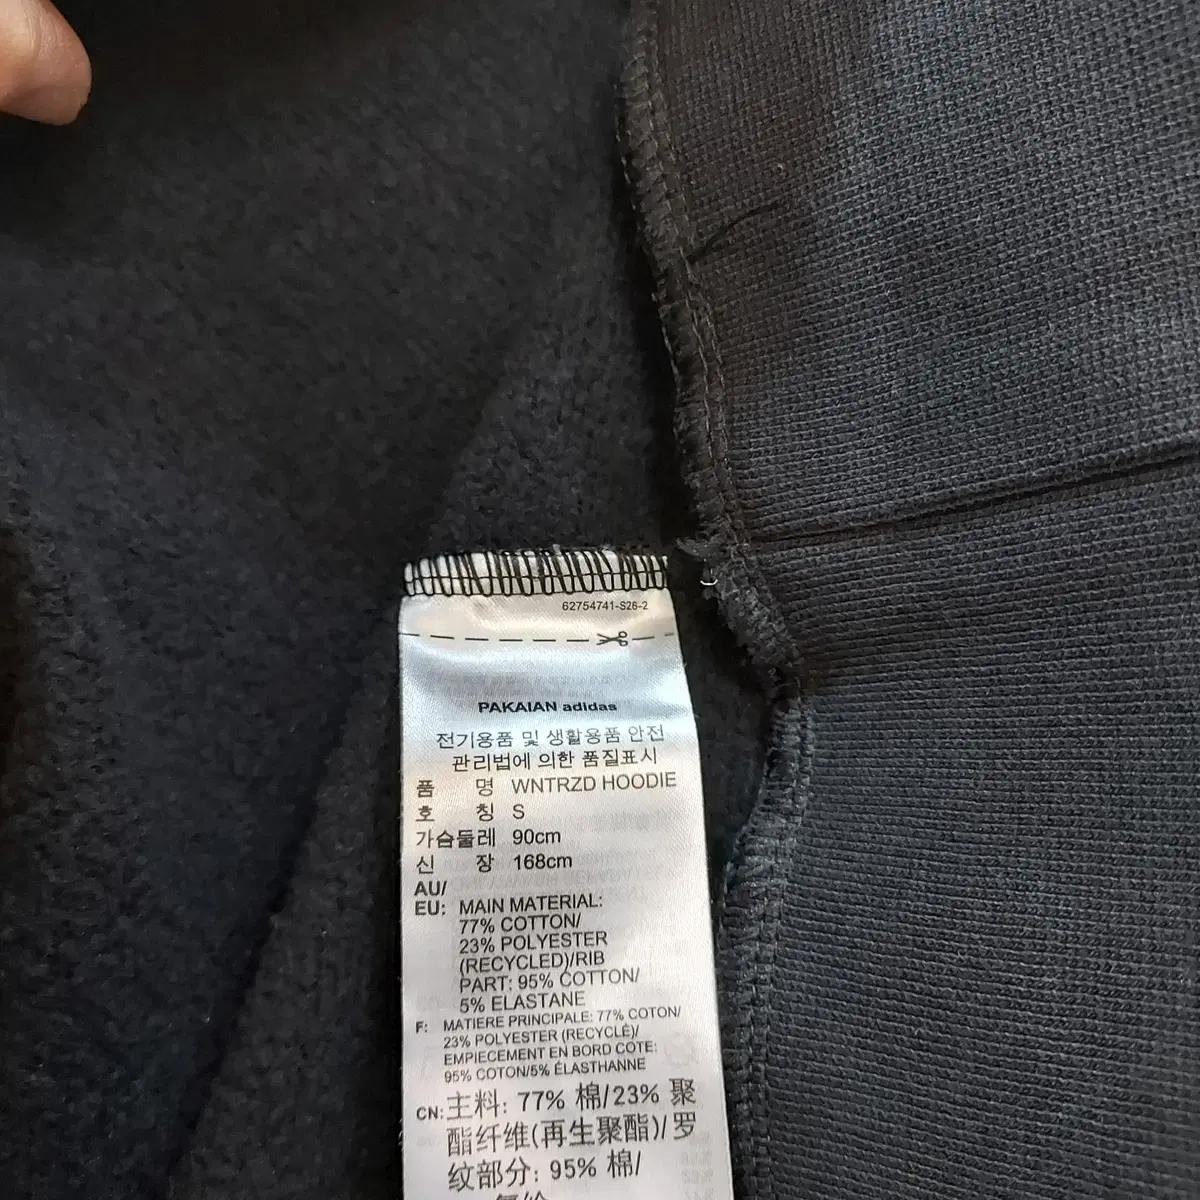 62754741-S26-2
PAKAIAN adidas
전기용품 및 생활용품 안전
관리법에 의한 품질표시
품 명 WNTRZD HOODIE
호 칭 S
가슴둘레 90cm
신 장 168cm
AU/
EU: MAIN MATERIAL:
77% COTTON/
23% POLYESTER
(RECYCLED)/RIB
PART: 95% COTTON/
5% ELASTANE
F: MATIERE PRINCIPALE: 77% COTON/
23% POLYESTER (RECYCLÉ)/
EMPIECEMENT EN BORD COTE:
95% COTON/5% ÉLASTHANNE
CN: 主料: 77% 棉/23% 聚
酯纤维(再生聚酯)/罗
纹部分: 95% 棉/